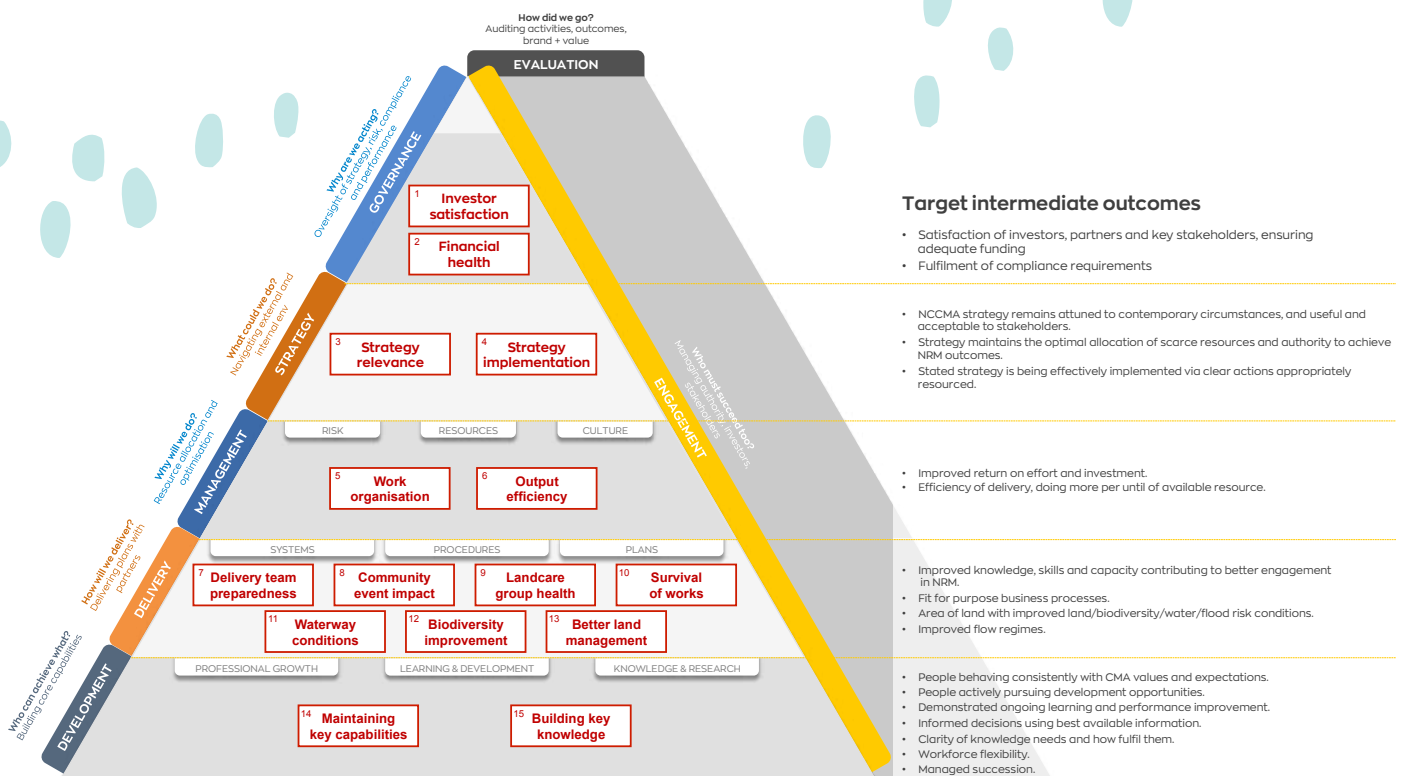 How did we go?
Auditing activities, outcomes,
brand + value
EVALUATION
Why are we acting?
Oversight of strategy, risk, compliance
and performance
GOVERNANCE
1 Investor
satisfaction
2 Financial
health
Target intermediate outcomes
• Satisfaction of investors, partners and key stakeholders, ensuring
adequate funding
• Fulfilment of compliance requirements
What could we do?
Navigating external and
internal env
STRATEGY
3 Strategy
relevance
4 Strategy
implementation
• NCCMA strategy remains attuned to contemporary circumstances, and useful and
acceptable to stakeholders.
• Strategy maintains the optimal allocation of scarce resources and authority to achieve
NRM outcomes.
• Stated strategy is being effectively implemented via clear actions appropriately
resourced.
ENGAGEMENT
Who must succeed too?
Managing authority, investors,
stakeholders
Why will we do?
Resource allocation and
optimisation
MANAGEMENT
RISK
RESOURCES
CULTURE
5 Work
organisation
6 Output
efficiency
• Improved return on effort and investment.
• Efficiency of delivery, doing more per until of available resource.
How will we deliver?
Delivering plans with
partners
DELIVERY
SYSTEMS
PROCEDURES
PLANS
7 Delivery team
preparedness
8 Community
event impact
9 Landcare
group health
10 Survival
of works
11 Waterway
conditions
12 Biodiversity
improvement
13 Better land
management
• Improved knowledge, skills and capacity contributing to better engagement
in NRM.
• Fit for purpose business processes.
• Area of land with improved land/biodiversity/water/flood risk conditions.
• Improved flow regimes.
Who can achieve what?
Building core capabilities
DEVELOPMENT
PROFESSIONAL GROWTH
LEARNING & DEVELOPMENT
KNOWLEDGE & RESEARCH
14 Maintaining
key capabilities
15 Building key
knowledge
• People behaving consistently with CMA values and expectations.
• People actively pursuing development opportunities.
• Demonstrated ongoing learning and performance improvement.
• Informed decisions using best available information.
• Clarity of knowledge needs and how fulfil them.
• Workforce flexibility.
• Managed succession.